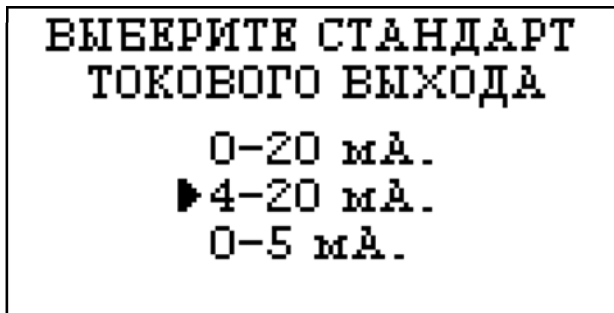 ВЫБЕРИТЕ СТАНДАРТ
ТОКОВОГО ВЫХОДА
0-20 мА.
4-20 мА.
0-5 мА.